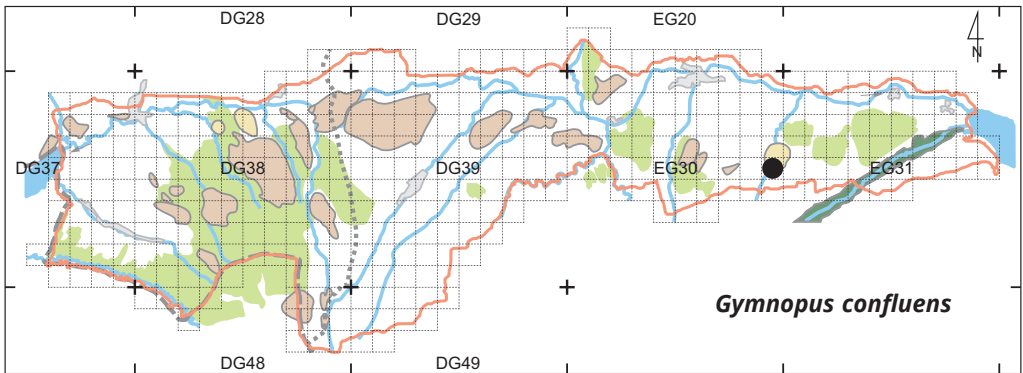 DG28 DG29 EG20
N
DG37 DG38 DG39 EG30 EG31
Gymnopus confluens
DG48 DG49